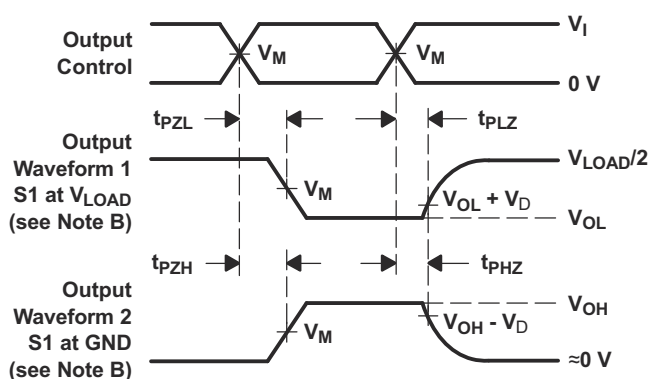 Output
Control
V_I
V_M
V_M
0 V
t_PZL
t_PLZ
Output
Waveform 1
S1 at V_LOAD
(see Note B)
V_LOAD/2
V_M
V_OL + V_D
V_OL
t_PZH
t_PHZ
Output
Waveform 2
S1 at GND
(see Note B)
V_OH
V_M
V_OH - V_D
≈0 V